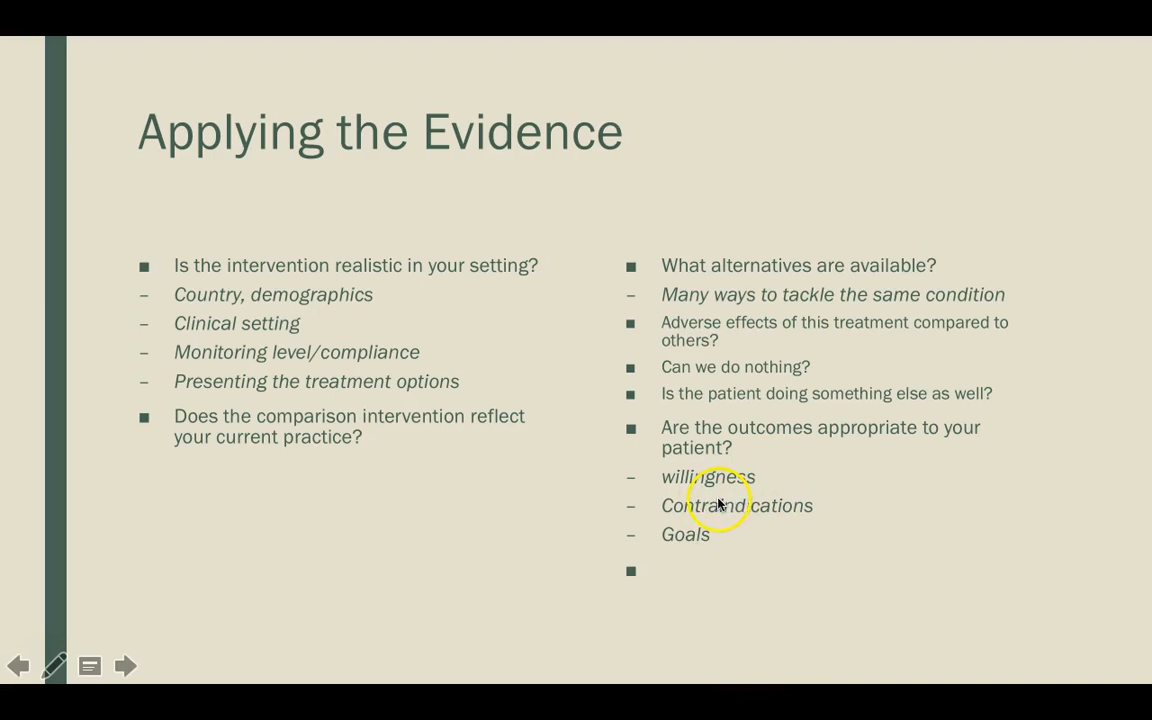 Applying the Evidence
■ Is the intervention realistic in your setting?
– Country, demographics
– Clinical setting
– Monitoring level/compliance
– Presenting the treatment options
■ Does the comparison intervention reflect
your current practice?
■ What alternatives are available?
– Many ways to tackle the same condition
■ Adverse effects of this treatment compared to
others?
■ Can we do nothing?
■ Is the patient doing something else as well?
■ Are the outcomes appropriate to your
patient?
– willingness
– Contraindications
– Goals
■